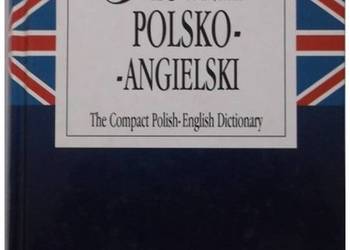 POLSKO-
-ANGIELSKI
The Compact Polish-English Dictionary